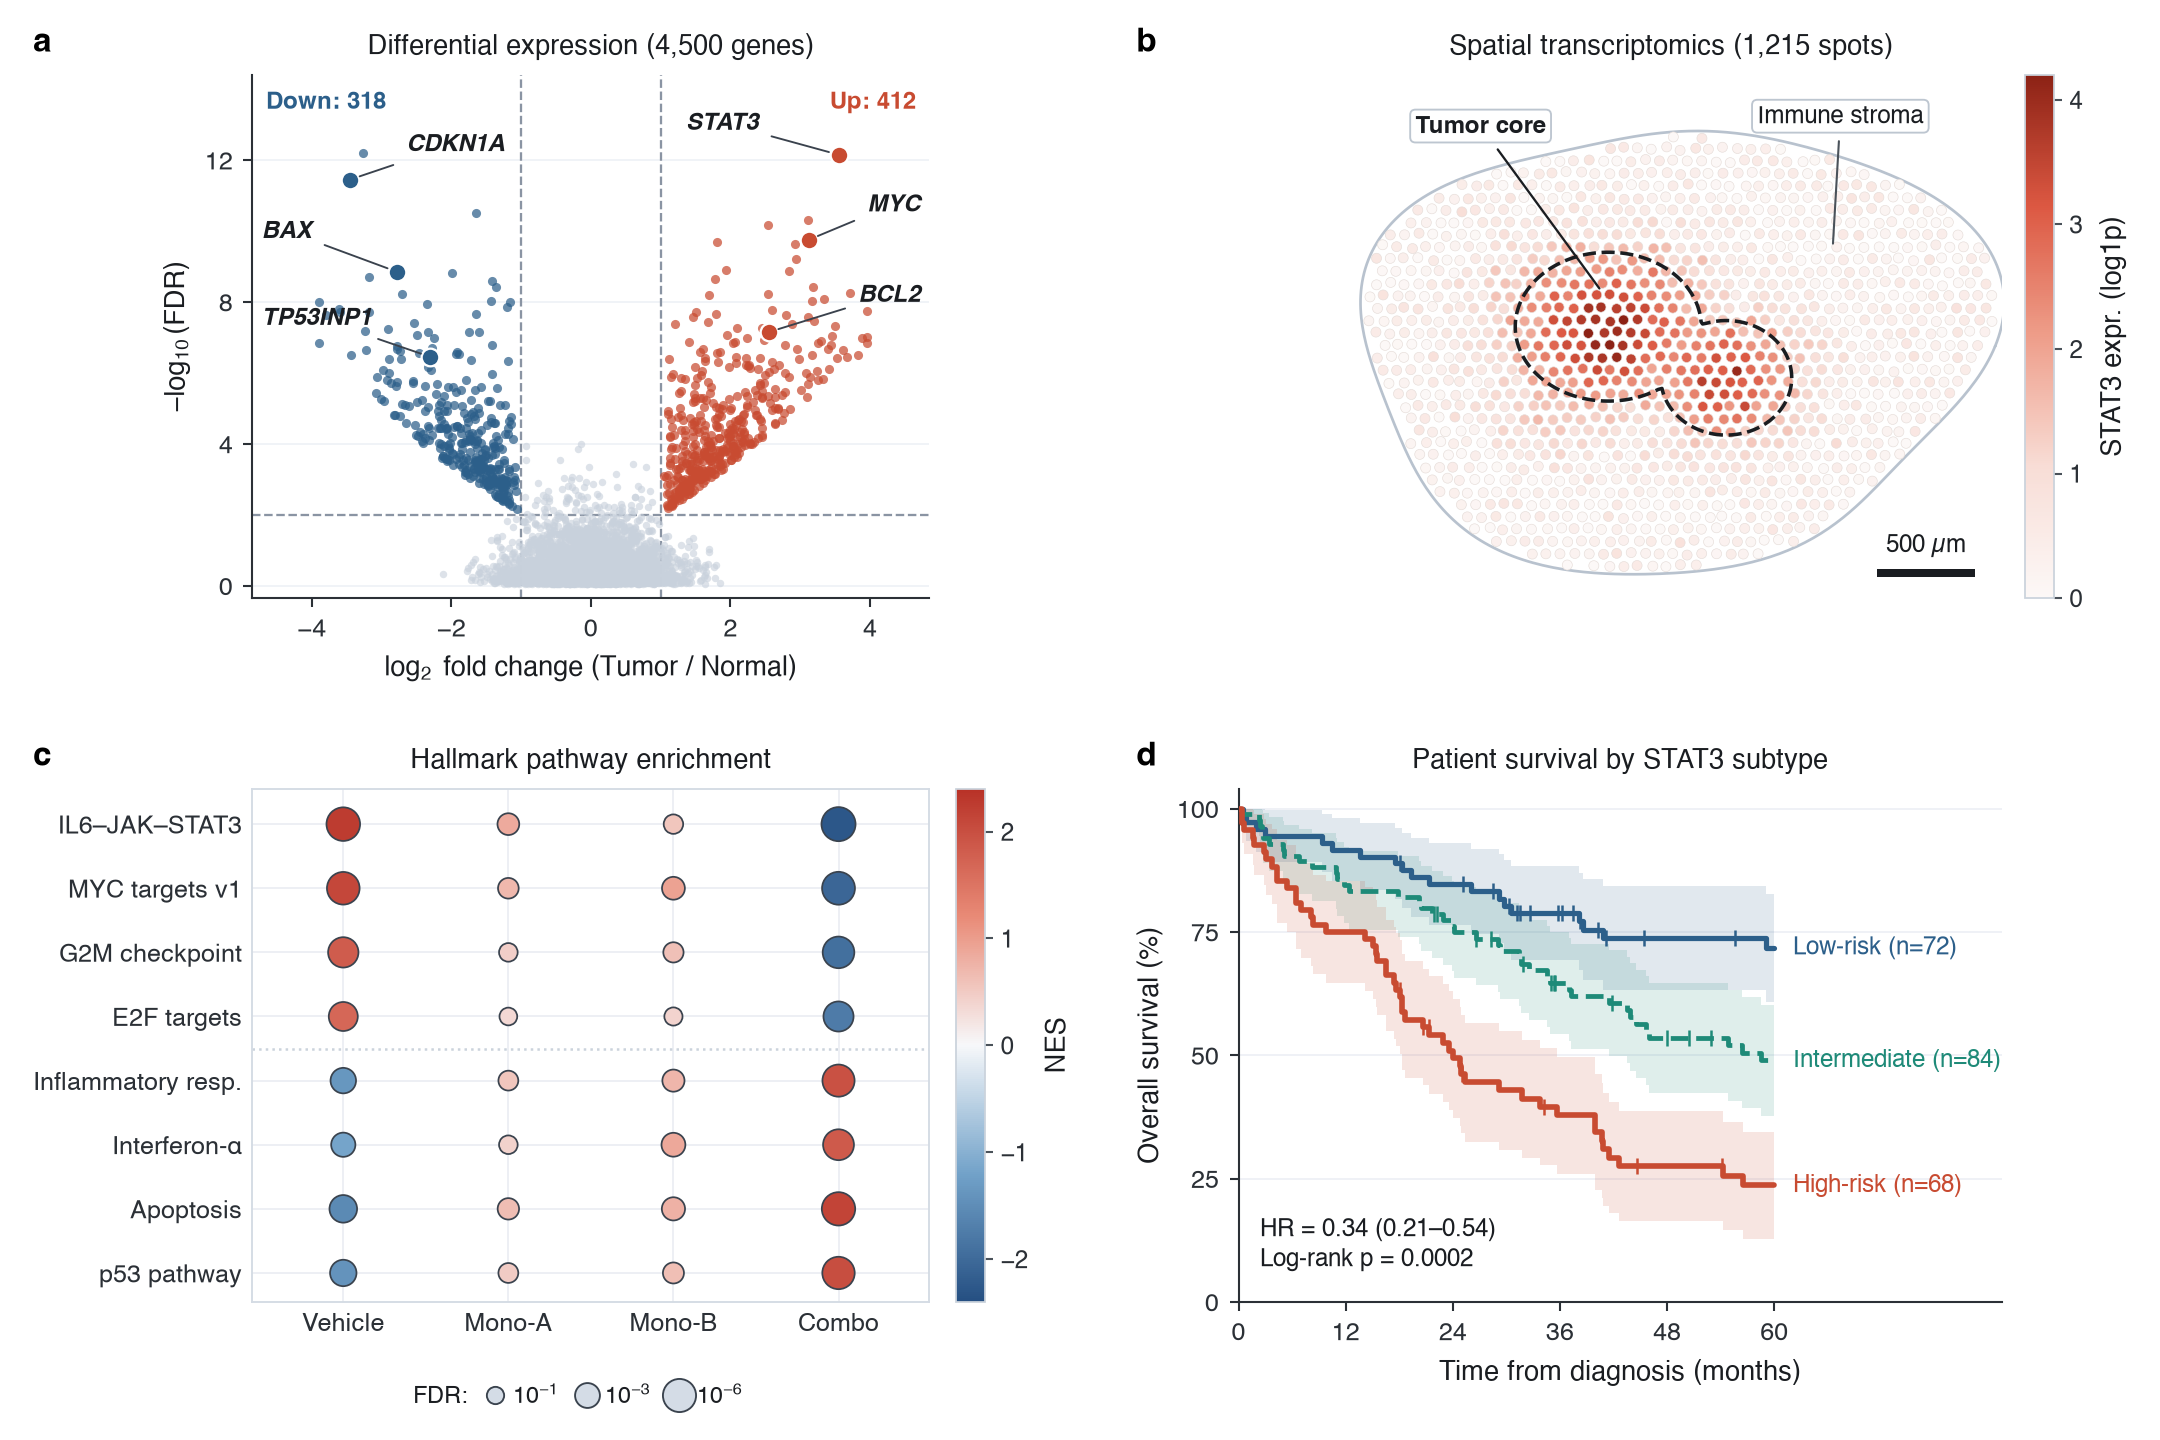 a
Differential expression (4,500 genes)
Down: 318
Up: 412
STAT3
CDKN1A
MYC
BAX
BCL2
TP53INP1
12
8
4
0
−log₁₀ (FDR)
−4
−2
0
2
4
log₂ fold change (Tumor / Normal)
b
Spatial transcriptomics (1,215 spots)
Tumor core
Immune stroma
500 µm
4
3
2
1
0
STAT3 expr. (log1p)
c
Hallmark pathway enrichment
IL6–JAK–STAT3
MYC targets v1
G2M checkpoint
E2F targets
Inflammatory resp.
Interferon-α
Apoptosis
p53 pathway
Vehicle
Mono-A
Mono-B
Combo
2
1
0
−1
−2
NES
FDR: 10⁻¹ 10⁻³ 10⁻⁶
d
Patient survival by STAT3 subtype
100
75
50
25
0
Overall survival (%)
Low-risk (n=72)
Intermediate (n=84)
High-risk (n=68)
HR = 0.34 (0.21–0.54)
Log-rank p = 0.0002
0
12
24
36
48
60
Time from diagnosis (months)